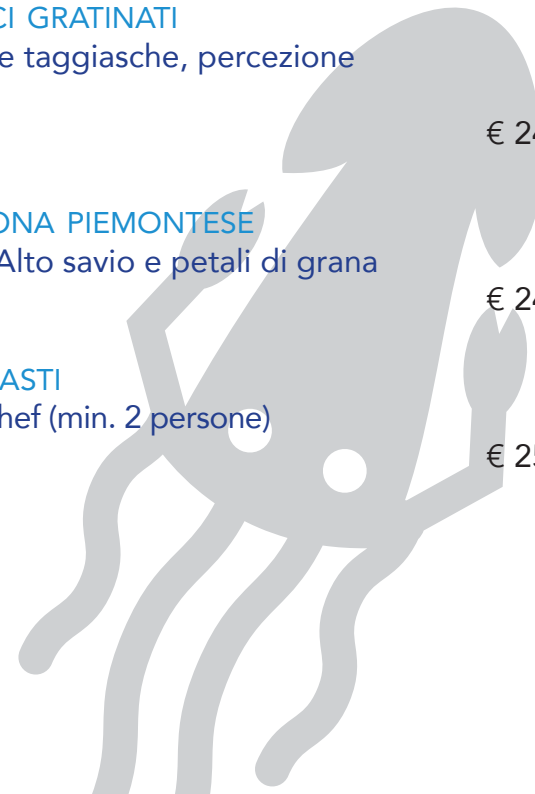 CI GRATINATI
e taggiasche, percezione
€ 24
ONA PIEMONTESE
Alto savio e petali di grana
€ 24
ASTI
hef (min. 2 persone)
€ 25